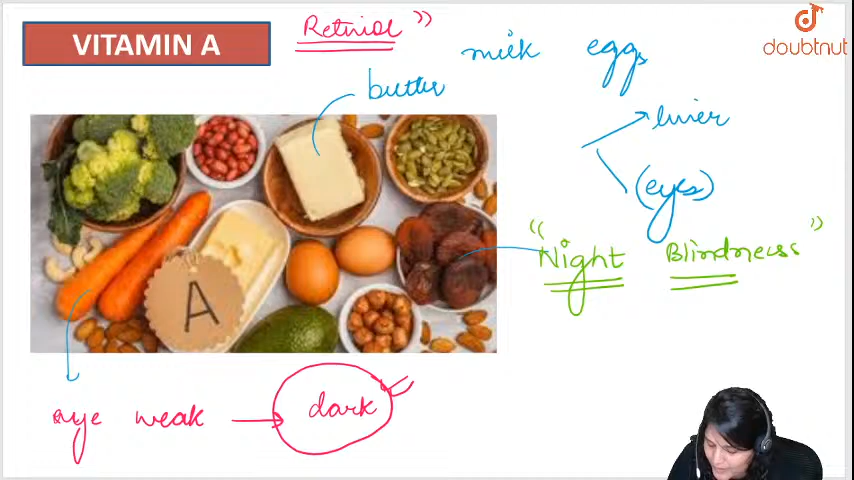 VITAMIN A
Retinol"
milk eggs
doubtnut
butter
liver
(eyes)
"Night Blindness"
A
eye weak → dark